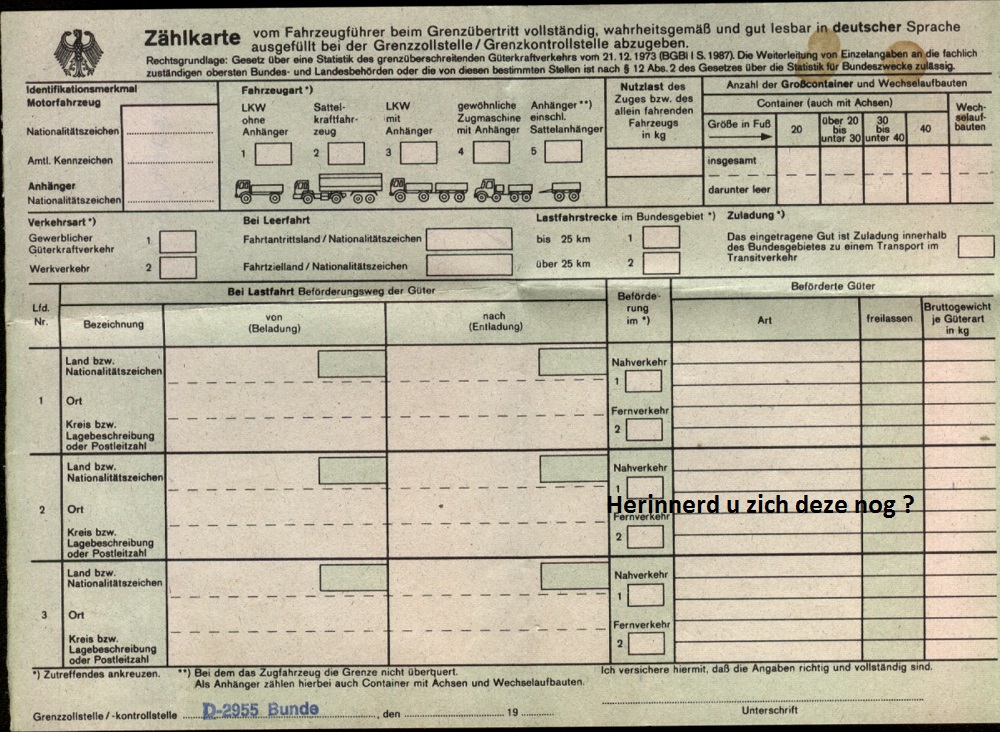 Zählkarte vom Fahrzeugführer beim Grenzübertritt vollständig, wahrheitsgemäß und gut lesbar in deutscher Sprache
ausgefüllt bei der Grenzzollstelle / Grenzkontrollstelle abzugeben.
Rechtsgrundlage: Gesetz über eine Statistik des grenzüberschreitenden Güterkraftverkehrs vom 21. 12. 1973 (BGBl I S. 1987). Die Weiterleitung von Einzelangaben an die fachlich
zuständigen obersten Bundes- und Landesbehörden oder die von diesen bestimmten Stellen ist nach § 12 Abs. 2 des Gesetzes über die Statistik für Bundeszwecke zulässig.
Identifikationsmerkmal
Motorfahrzeug
Nationalitätszeichen
Amtl. Kennzeichen
Anhänger
Nationalitätszeichen
Fahrzeugart *)
LKW
ohne
Anhänger
1
Sattel-
kraftfahr-
zeug
2
LKW
mit
Anhänger
3
gewöhnliche
Zugmaschine
mit Anhänger
4
Anhänger **)
einschl.
Sattelanhänger
5
Nutzlast des
Zuges bzw. des
allein fahrenden
Fahrzeugs
in kg
Anzahl der Großcontainer und Wechselaufbauten
Container (auch mit Achsen)
Wech-
selauf-
bauten
Größe in Fuß
20
über 20
bis
unter 30
30
bis
unter 40
40
insgesamt
darunter leer
Verkehrsart *)
Gewerblicher
Güterkraftverkehr
1
Werkverkehr
2
Bei Leerfahrt
Fahrtantrittsland / Nationalitätszeichen
Fahrtzielland / Nationalitätszeichen
Lastfahrstrecke im Bundesgebiet *)
bis 25 km
1
über 25 km
2
Zuladung *)
Das eingetragene Gut ist Zuladung innerhalb
des Bundesgebietes zu einem Transport im
Transitverkehr
Lfd.
Nr.
Bei Lastfahrt Beförderungsweg der Güter
Bezeichnung
von
(Beladung)
nach
(Entladung)
Beförde-
rung
im *)
Beförderte Güter
Art
freilassen
Bruttogewicht
je Güterart
in kg
1
Land bzw.
Nationalitätszeichen
Ort
Kreis bzw.
Lagebeschreibung
oder Postleitzahl
Nahverkehr
1
Fernverkehr
2
2
Land bzw.
Nationalitätszeichen
Ort
Kreis bzw.
Lagebeschreibung
oder Postleitzahl
Nahverkehr
1
Herinnerd u zich deze nog ?
Fernverkehr
2
3
Land bzw.
Nationalitätszeichen
Ort
Kreis bzw.
Lagebeschreibung
oder Postleitzahl
Nahverkehr
1
Fernverkehr
2
*) Zutreffendes ankreuzen.
**) Bei dem das Zugfahrzeug die Grenze nicht überquert.
Als Anhänger zählen hierbei auch Container mit Achsen und Wechselaufbauten.
Ich versichere hiermit, daß die Angaben richtig und vollständig sind.
Grenzzollstelle / -kontrollstelle D-2955 Bunde , den 19
Unterschrift